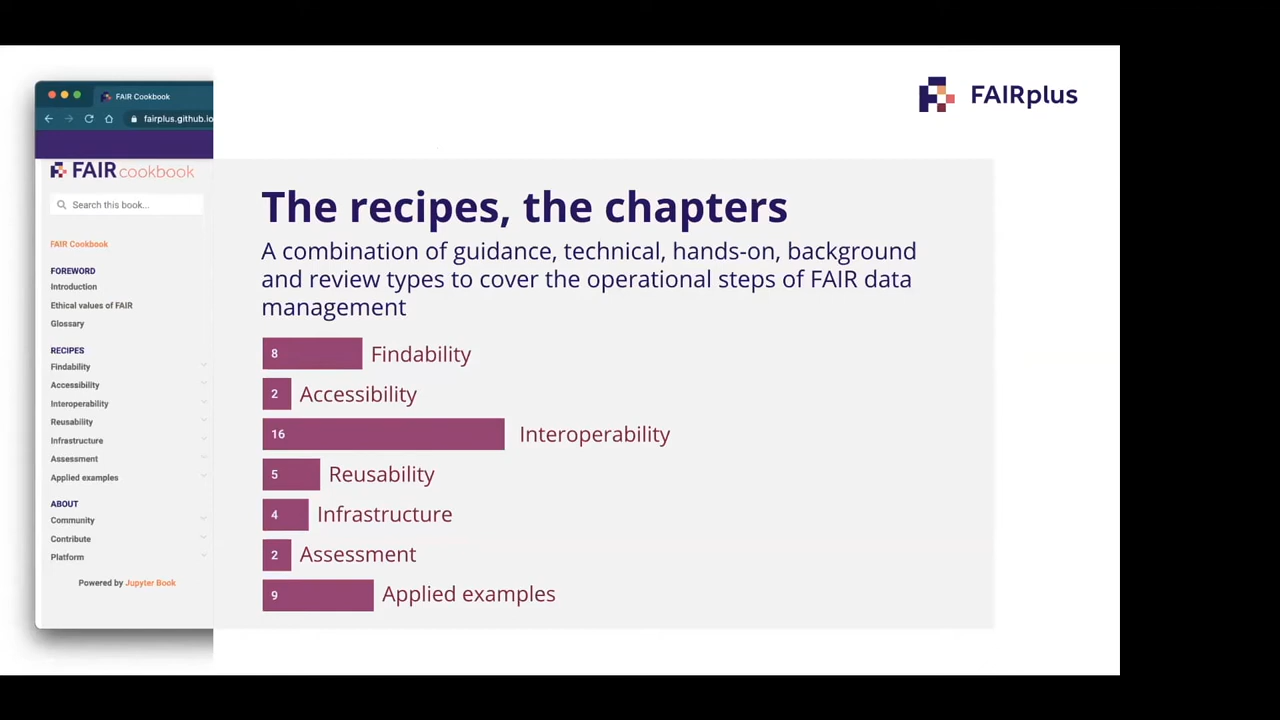 FAIR Cookbook
fairplus.github.io
FAIRcookbook
Search this book...
FAIR Cookbook
FOREWORD
Introduction
Ethical values of FAIR
Glossary
RECIPES
Findability
Accessibility
Interoperability
Reusability
Infrastructure
Assessment
Applied examples
ABOUT
Community
Contribute
Platform
Powered by Jupyter Book
FAIRplus
The recipes, the chapters
A combination of guidance, technical, hands-on, background
and review types to cover the operational steps of FAIR data
management
8 Findability
2 Accessibility
16 Interoperability
5 Reusability
4 Infrastructure
2 Assessment
9 Applied examples